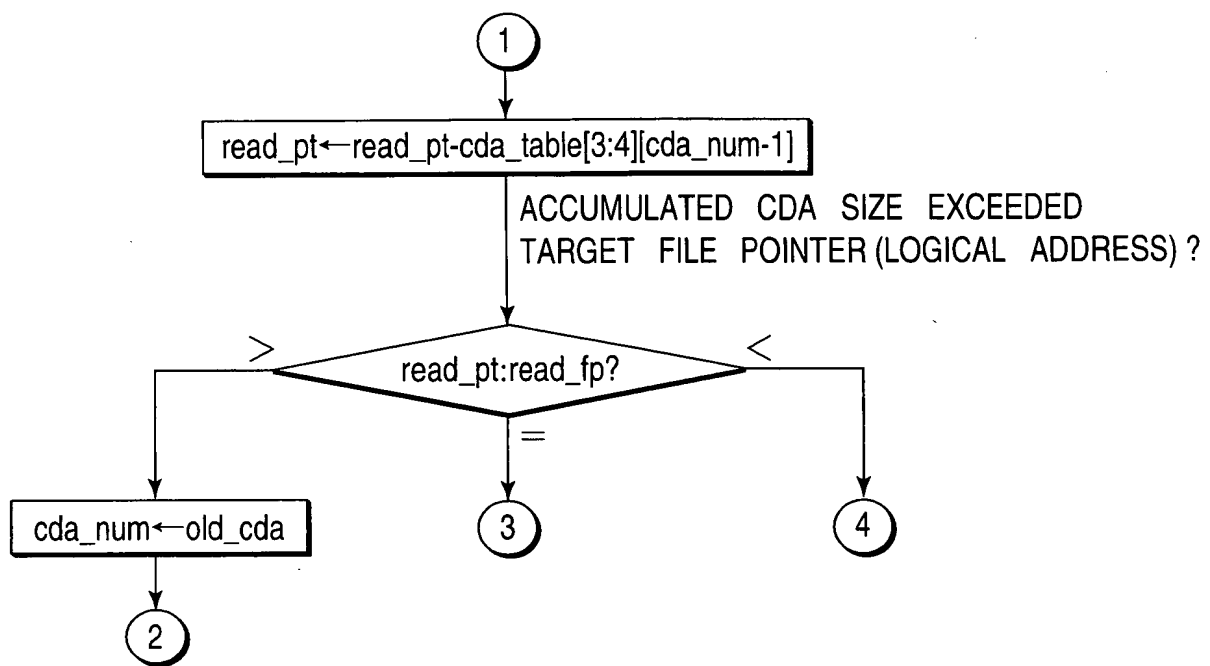 1
read_pt←read_pt-cda_table[3:4][cda_num-1]
ACCUMULATED CDA SIZE EXCEEDED
TARGET FILE POINTER (LOGICAL ADDRESS) ?
> <
read_pt:read_fp?
=
cda_num←old_cda
3
4
2